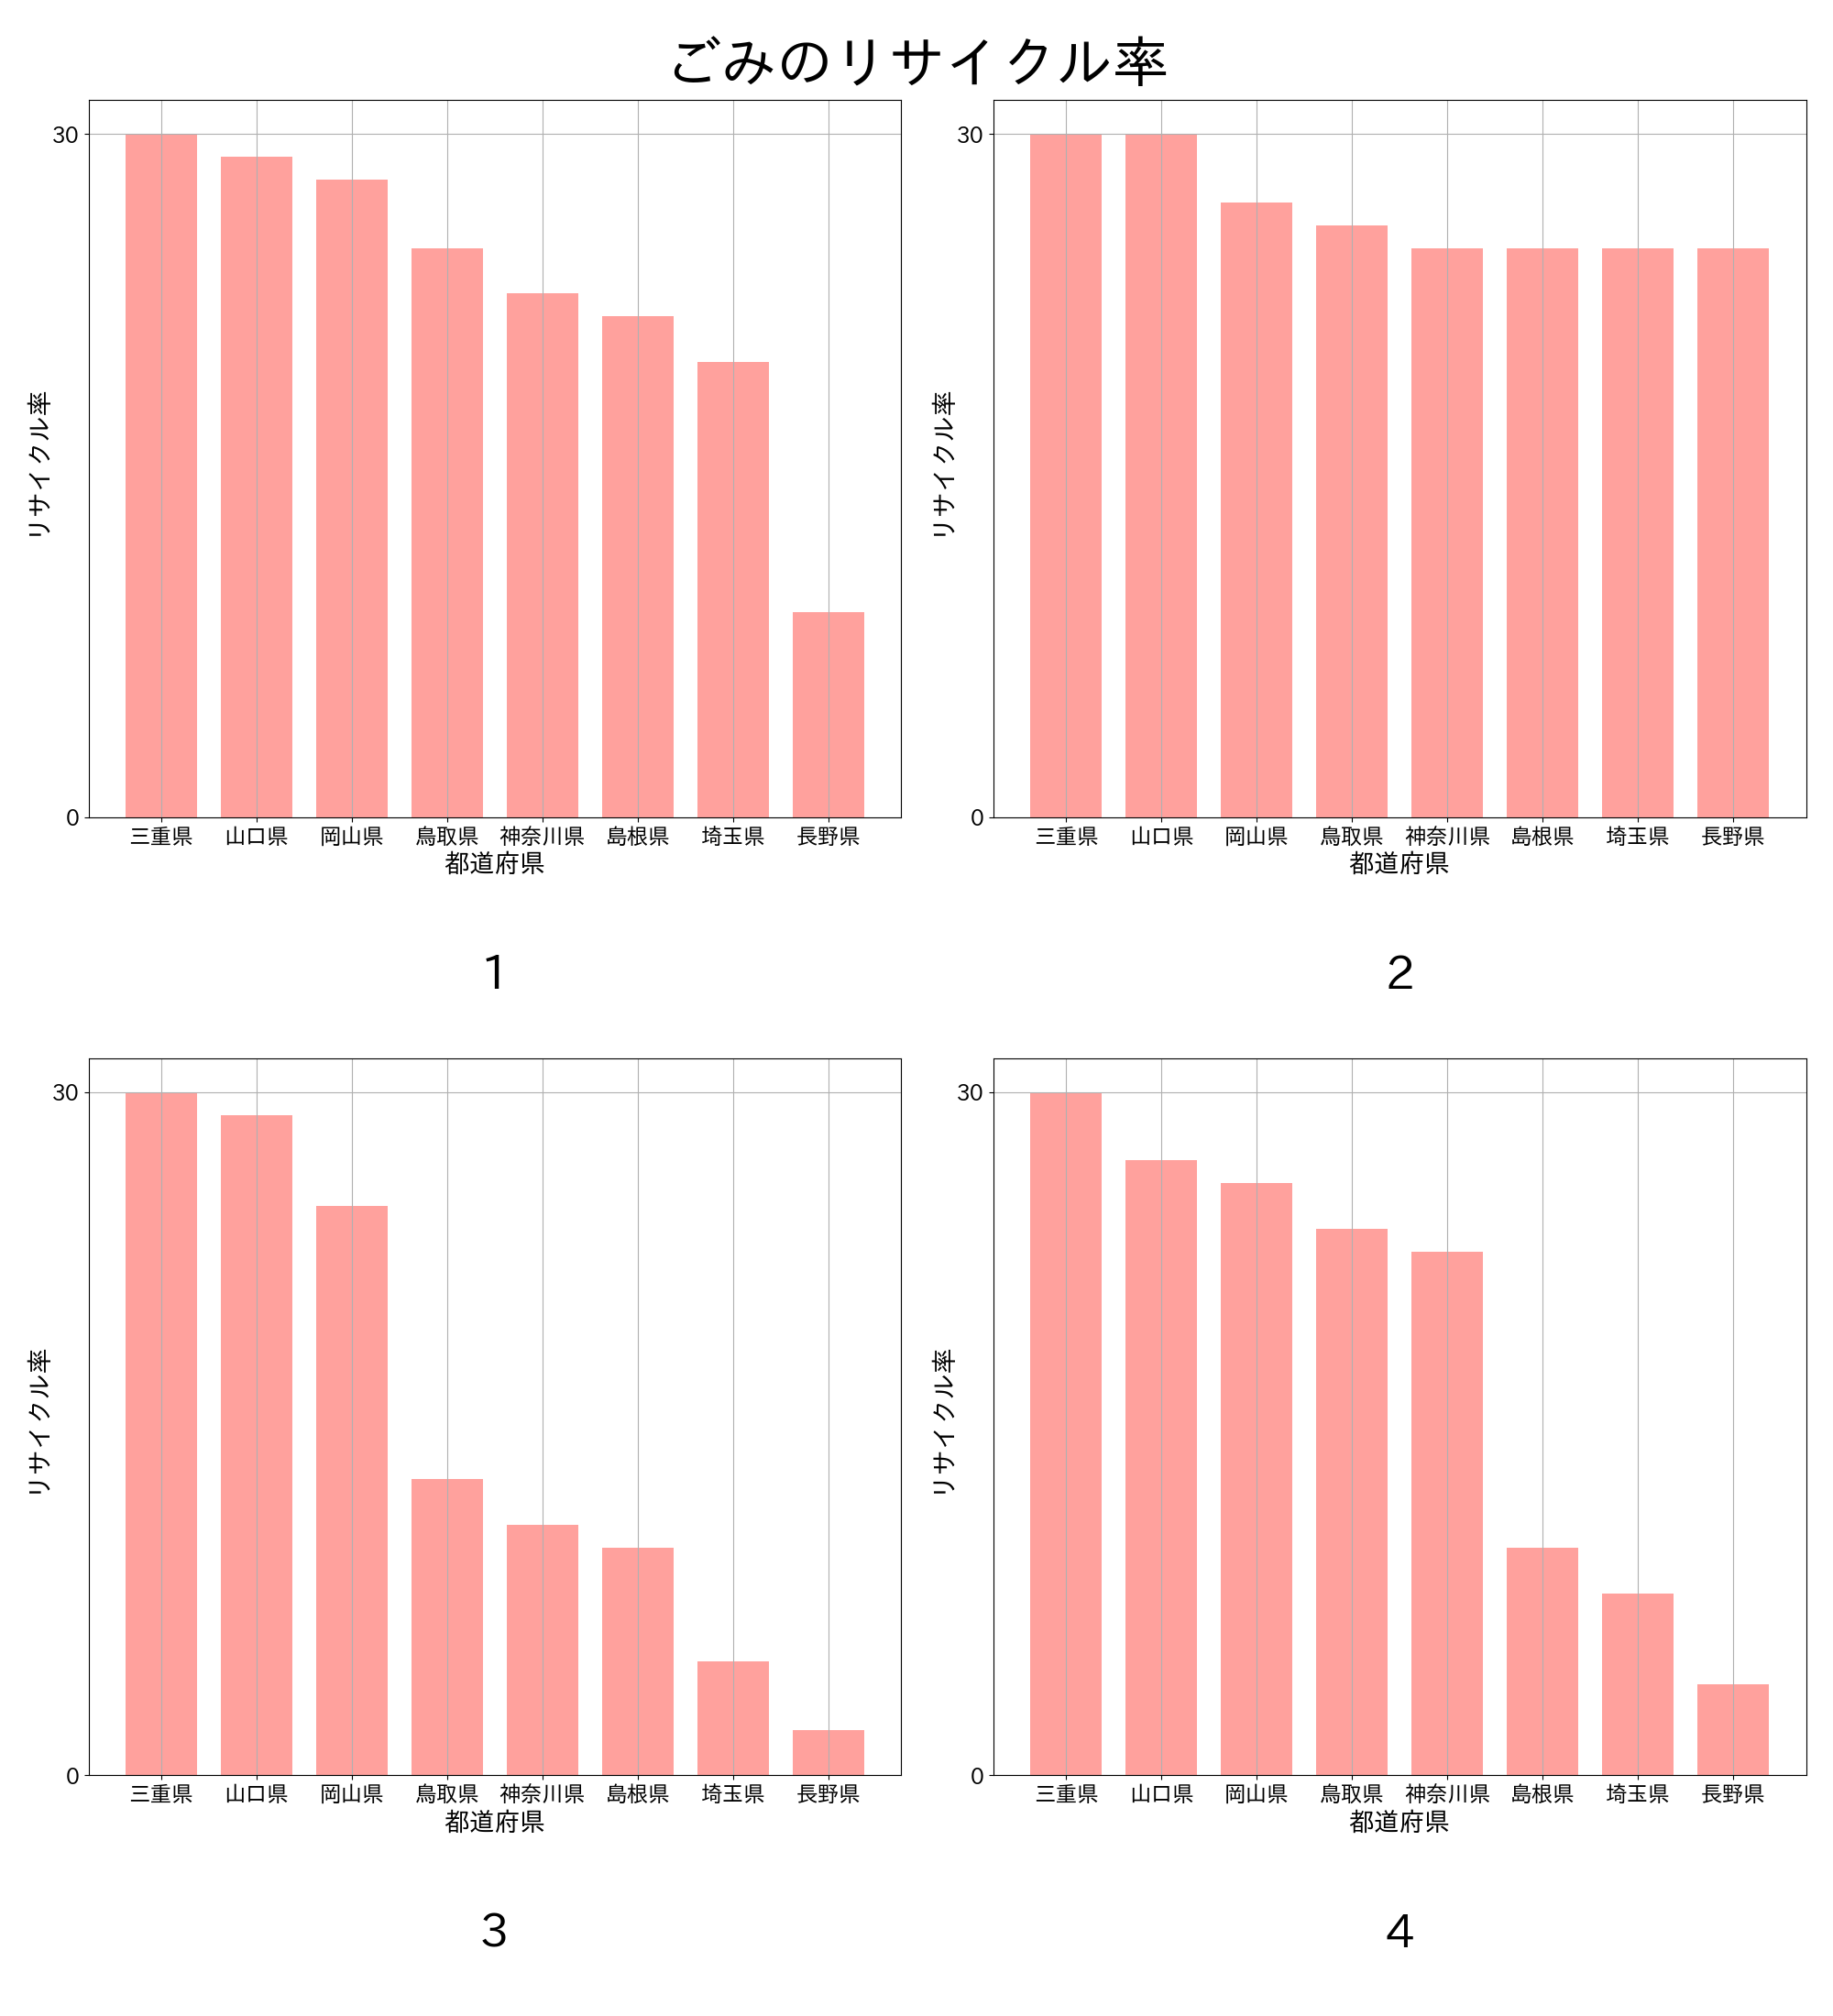 ごみのリサイクル率
30
0
リサイクル率
三重県 山口県 岡山県 鳥取県 神奈川県 島根県 埼玉県 長野県
都道府県
1
30
0
リサイクル率
三重県 山口県 岡山県 鳥取県 神奈川県 島根県 埼玉県 長野県
都道府県
2
30
0
リサイクル率
三重県 山口県 岡山県 鳥取県 神奈川県 島根県 埼玉県 長野県
都道府県
3
30
0
リサイクル率
三重県 山口県 岡山県 鳥取県 神奈川県 島根県 埼玉県 長野県
都道府県
4